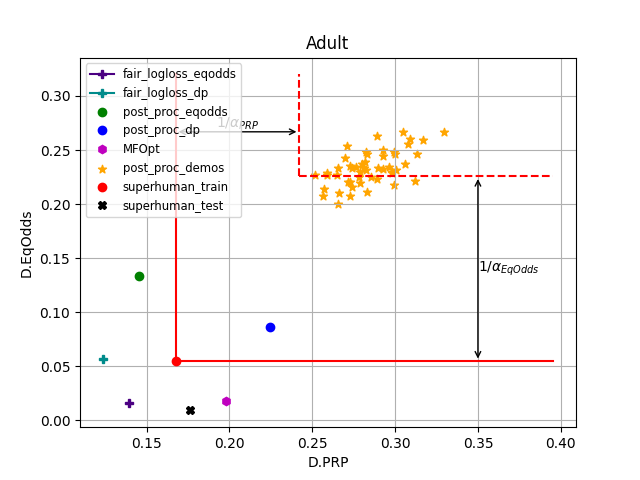 Adult
fair_logloss_eqodds
fair_logloss_dp
post_proc_eqodds
post_proc_dp
MFOpt
post_proc_demos
superhuman_train
superhuman_test
1/α_PRP
1/α_EqOdds
D.EqOdds
0.30
0.25
0.20
0.15
0.10
0.05
0.00
0.15
0.20
0.25
0.30
0.35
0.40
D.PRP